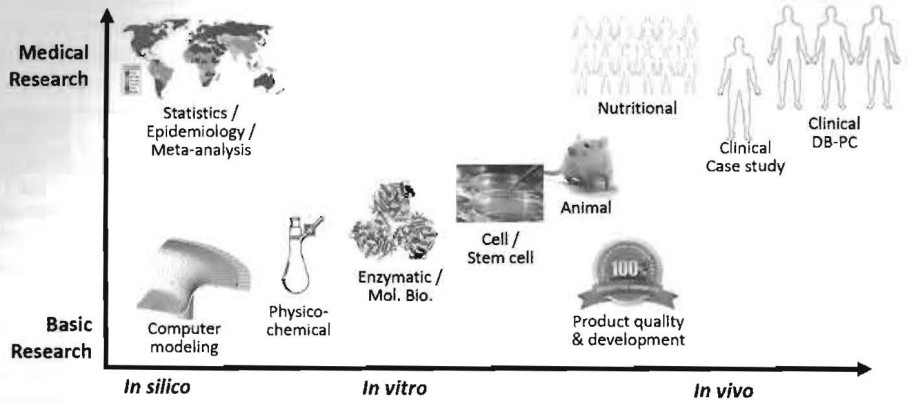 Medical
Research
Statistics /
Epidemiology /
Meta-analysis
Nutritional
Clinical
Case study
Clinical
DB-PC
Animal
Cell /
Stem cell
Enzymatic /
Mol. Bio.
Physico-
chemical
Computer
modeling
100%
Product quality
& development
Basic
Research
In silico
In vitro
In vivo